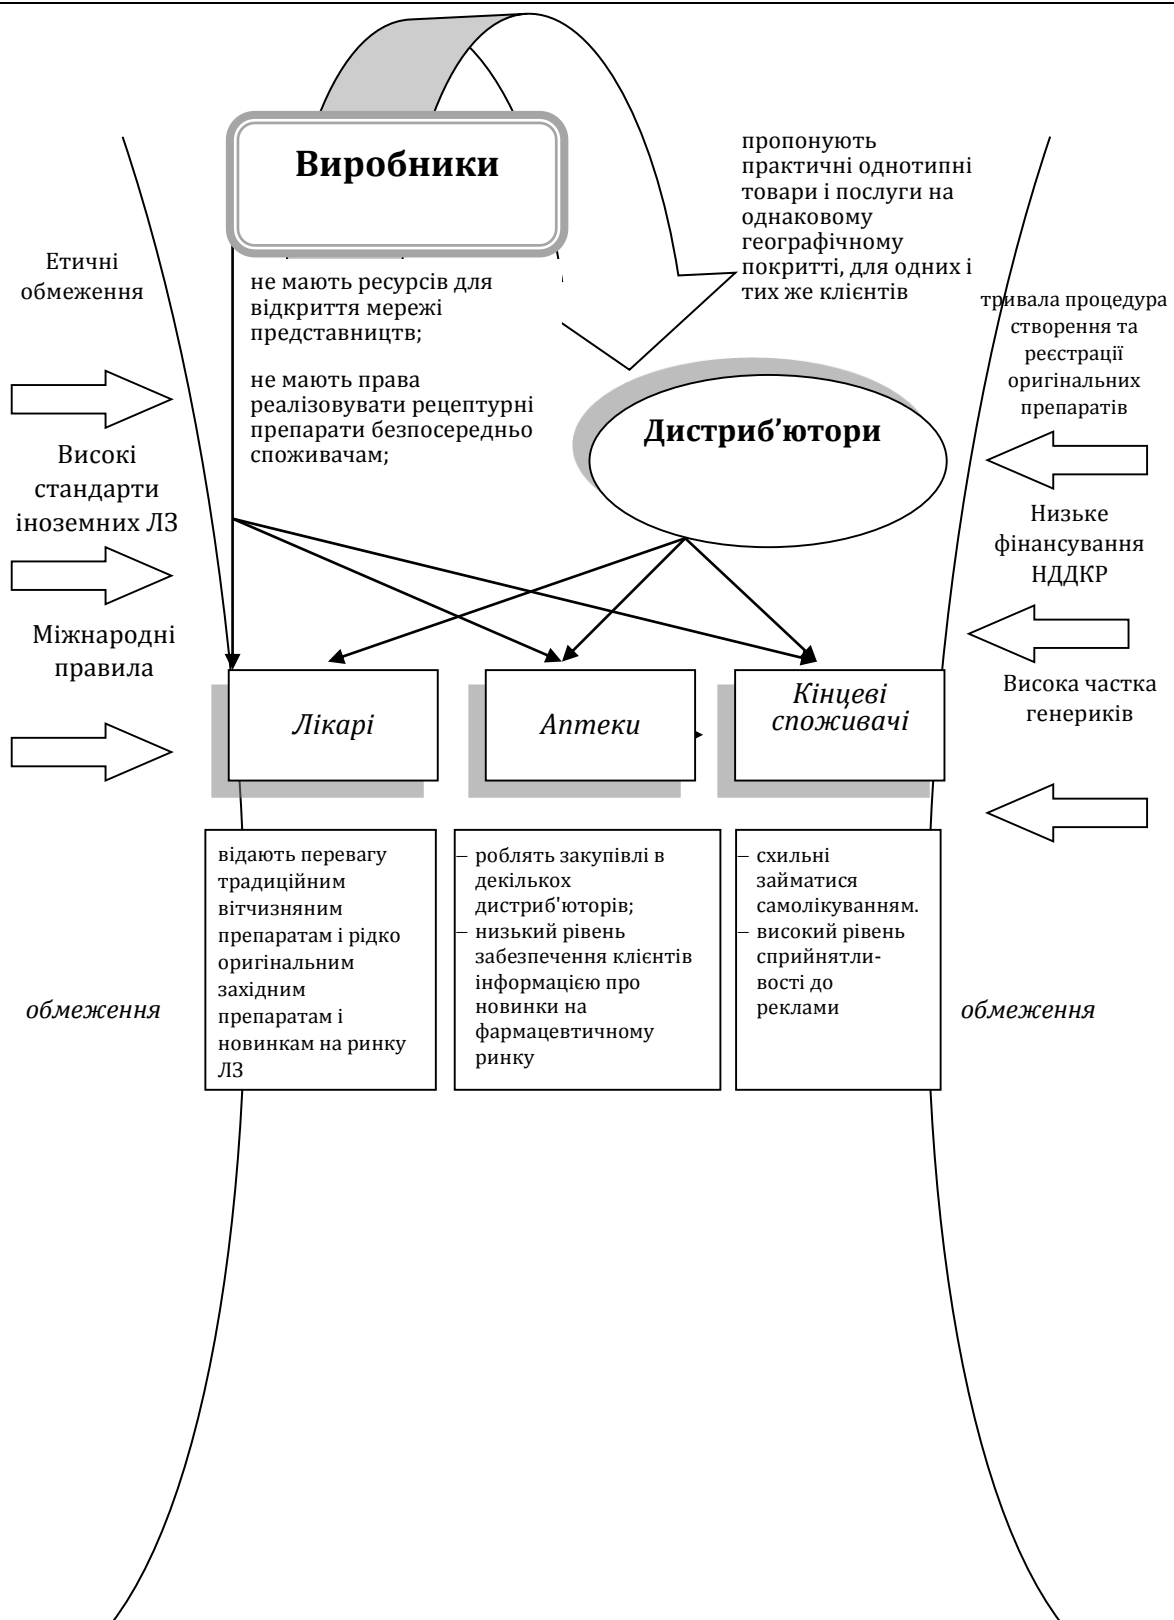 Виробники
пропонують
практичні однотипні
товари і послуги на
однаковому
географічному
покритті, для одних і
тих же клієнтів
Етичні
обмеження
не мають ресурсів для
відкриття мережі
представництв;
не мають права
реалізовувати рецептурні
препарати безпосередньо
споживачам;
тривала процедура
створення та
реєстрації
оригінальних
препаратів
Дистриб’ютори
Високі
стандарти
іноземних ЛЗ
Низьке
фінансування
НДДКР
Міжнародні
правила
Висока частка
генериків
Лікарі
Аптеки
Кінцеві
споживачі
відають перевагу
традиційним
вітчизняним
препаратам і рідко
оригінальним
західним
препаратам і
новинкам на ринку
ЛЗ
– роблять закупівлі в
декількох
дистриб'юторів;
– низький рівень
забезпечення клієнтів
інформацією про
новинки на
фармацевтичному
ринку
– схильні
займатися
самолікуванням.
– високий рівень
сприйнятли-
вості до
реклами
обмеження
обмеження